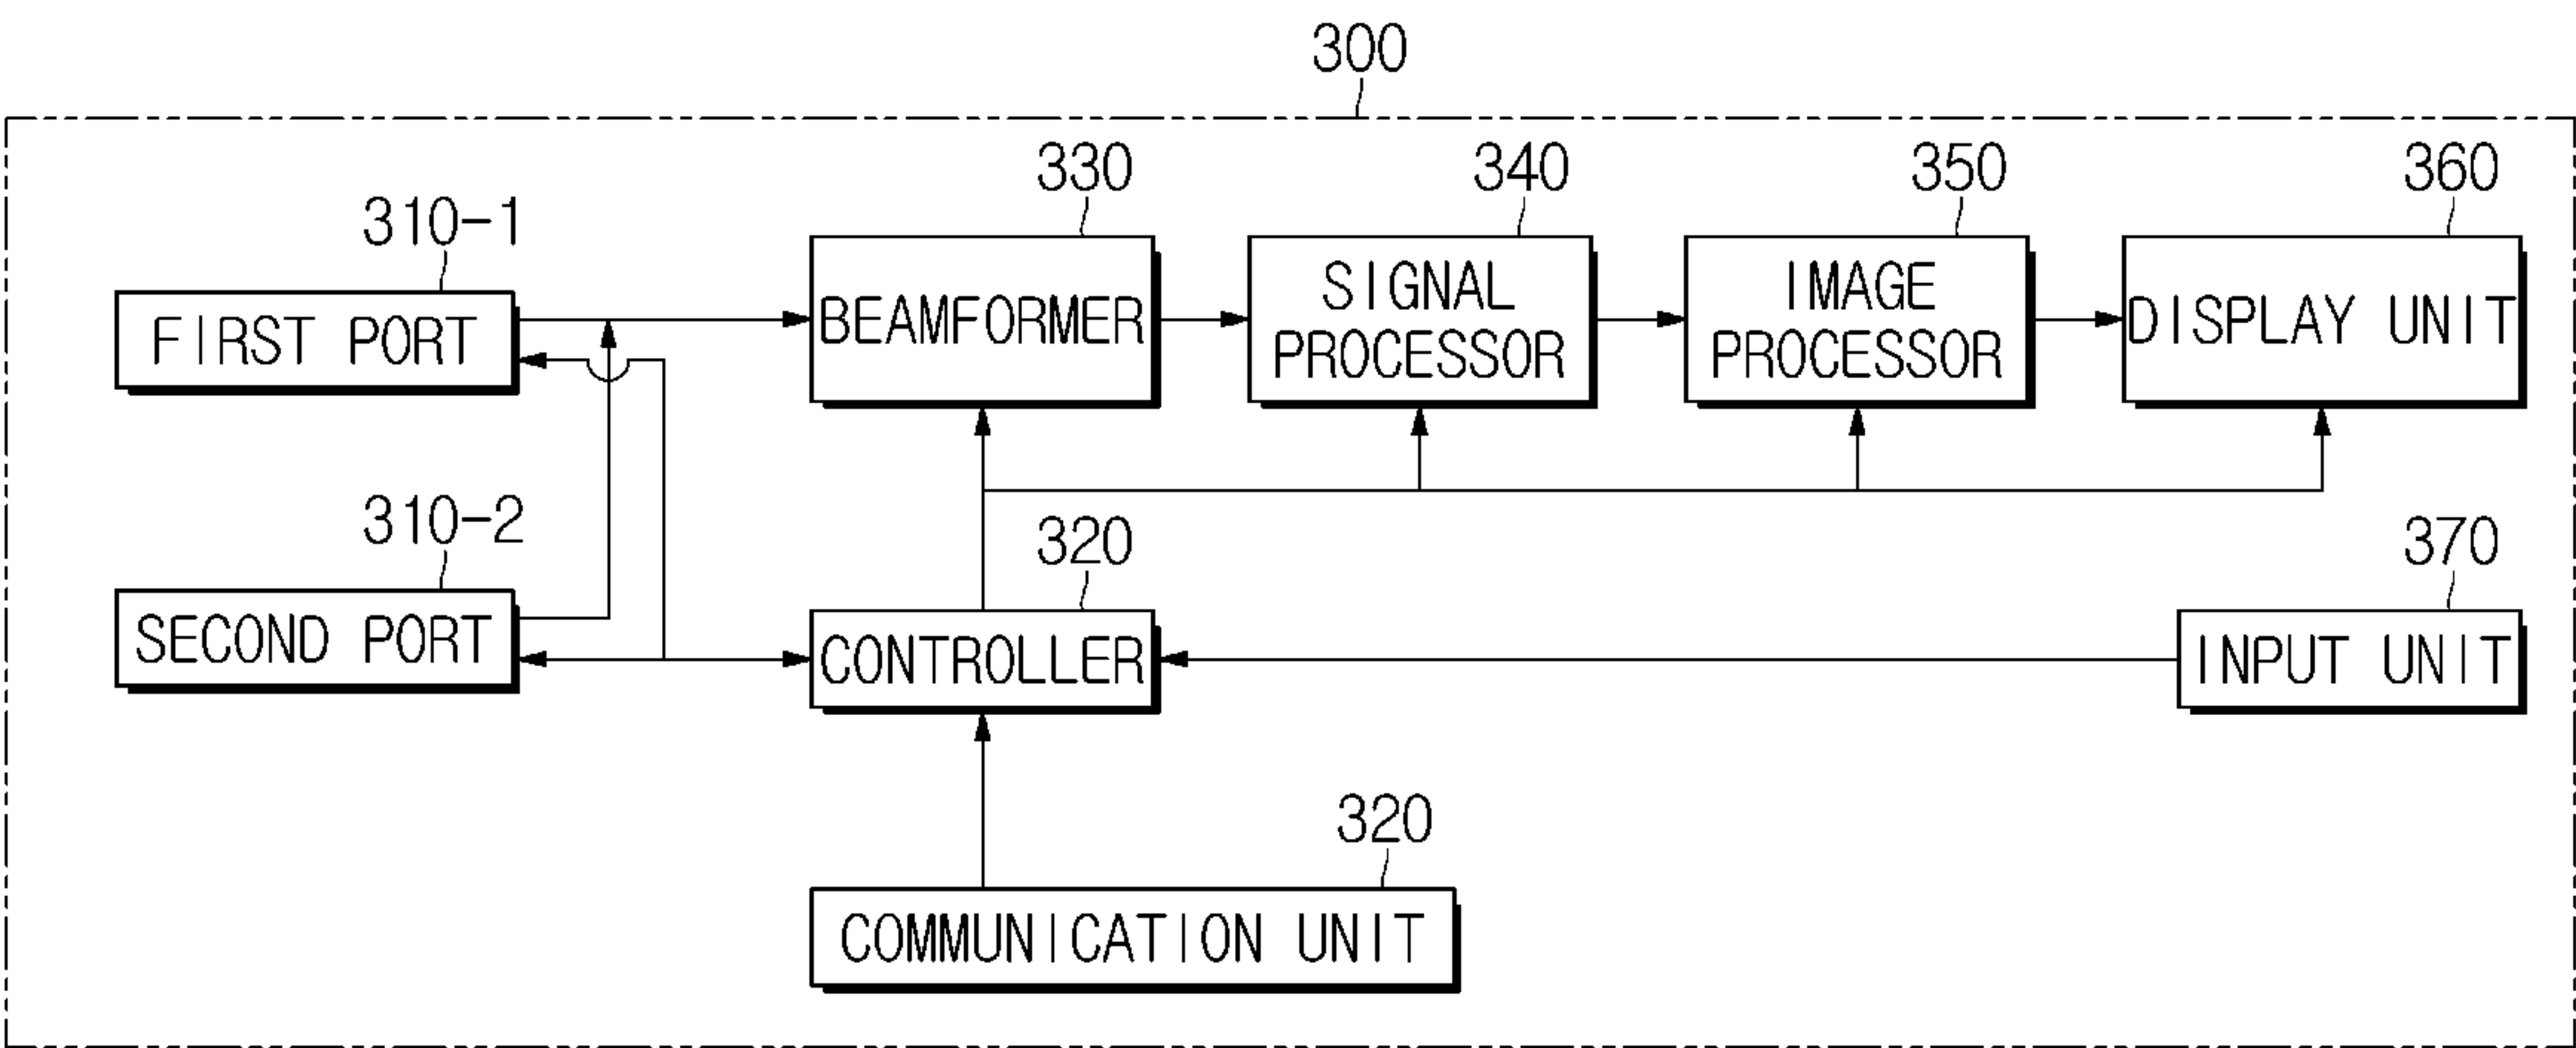 300
330
340
350
360
310-1
FIRST PORT
BEAMFORMER
SIGNAL
PROCESSOR
IMAGE
PROCESSOR
DISPLAY UNIT
310-2
320
370
SECOND PORT
CONTROLLER
INPUT UNIT
320
COMMUNICATION UNIT